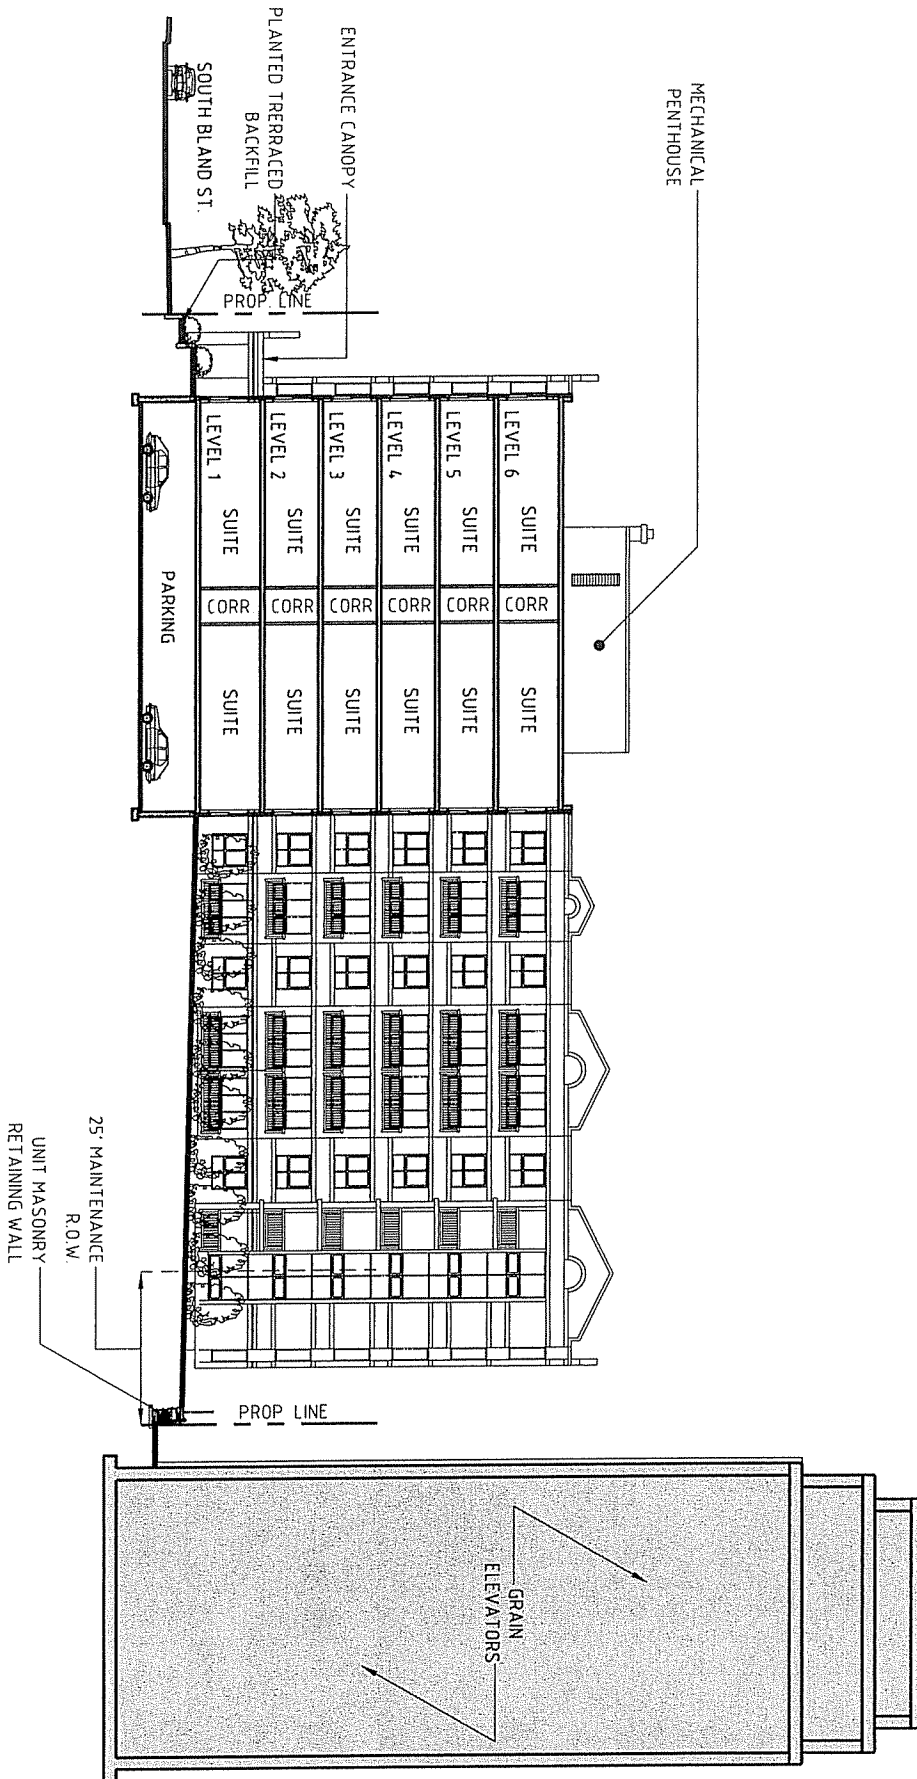 MECHANICAL
PENTHOUSE
ENTRANCE CANOPY
PLANTED TRERRACED
BACKFILL
SOUTH BLAND ST.
PROP. LINE
LEVEL 6
SUITE
CORR
SUITE
LEVEL 5
SUITE
CORR
SUITE
LEVEL 4
SUITE
CORR
SUITE
LEVEL 3
SUITE
CORR
SUITE
LEVEL 2
SUITE
CORR
SUITE
LEVEL 1
SUITE
CORR
SUITE
PARKING
25' MAINTENANCE
R.O.W.
UNIT MASONRY
RETAINING WALL
PROP LINE
GRAIN
ELEVATORS